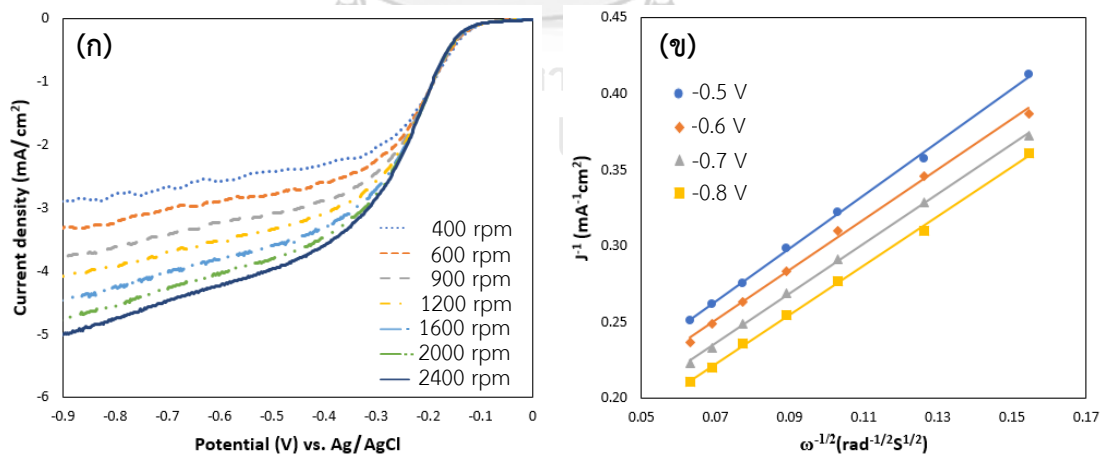 (ก)
0
-1
-2
-3
-4
-5
-6
Current density (mA/cm²)
-0.9 -0.8 -0.7 -0.6 -0.5 -0.4 -0.3 -0.2 -0.1 0
Potential (V) vs. Ag/AgCl
400 rpm
600 rpm
900 rpm
1200 rpm
1600 rpm
2000 rpm
2400 rpm
(ข)
0.45
0.40
0.35
0.30
0.25
0.20
J⁻¹ (mA⁻¹cm²)
-0.5 V
-0.6 V
-0.7 V
-0.8 V
0.05 0.07 0.09 0.11 0.13 0.15 0.17
ω⁻¹/²(rad⁻¹/²S¹/²)